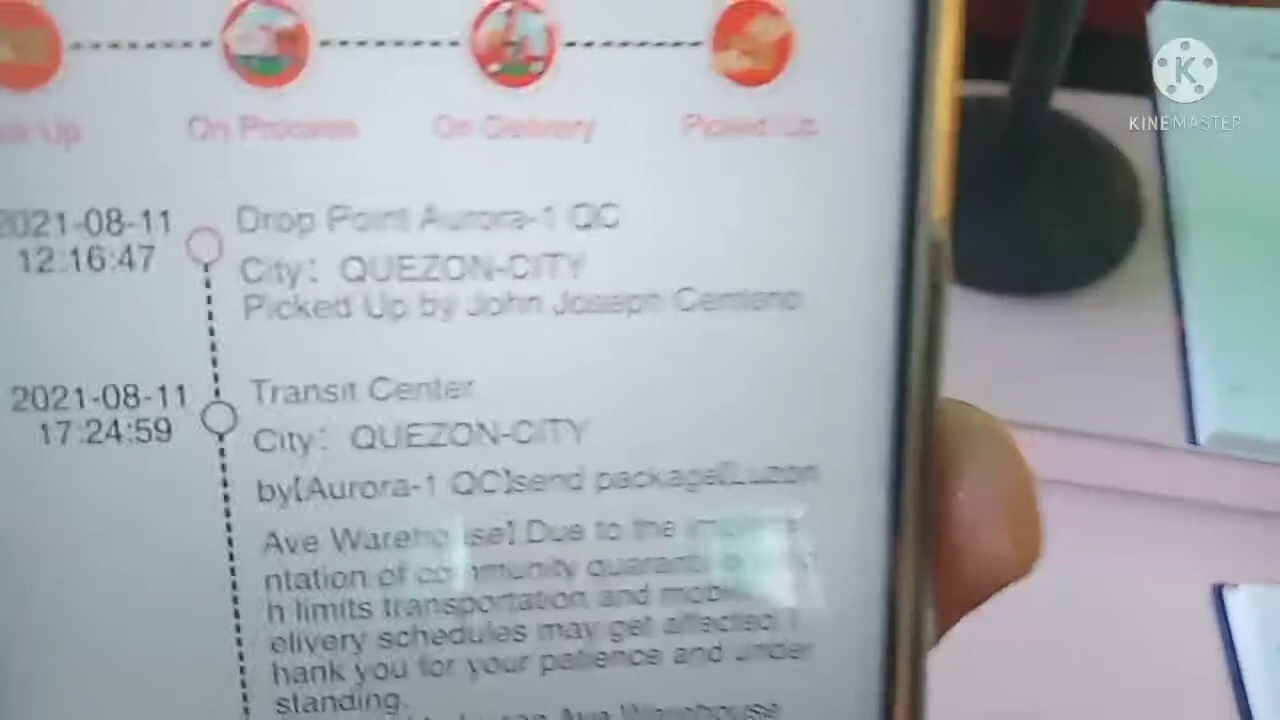 On Process
On Delivery
Picked Up
2021-08-11
12:16:47
Drop Point Aurora-1 QC
City: QUEZON-CITY
Picked Up by John Joseph Centeno
2021-08-11
17:24:59
Transit Center
City: QUEZON-CITY
by[Aurora-1 QC]send package[Luzon
Ave Warehouse].Due to the
ntation of community
h limits transportation and
elivery schedules may get affected.
hank you for your patience and under
standing.
Ave Warehouse
KINEMASTER